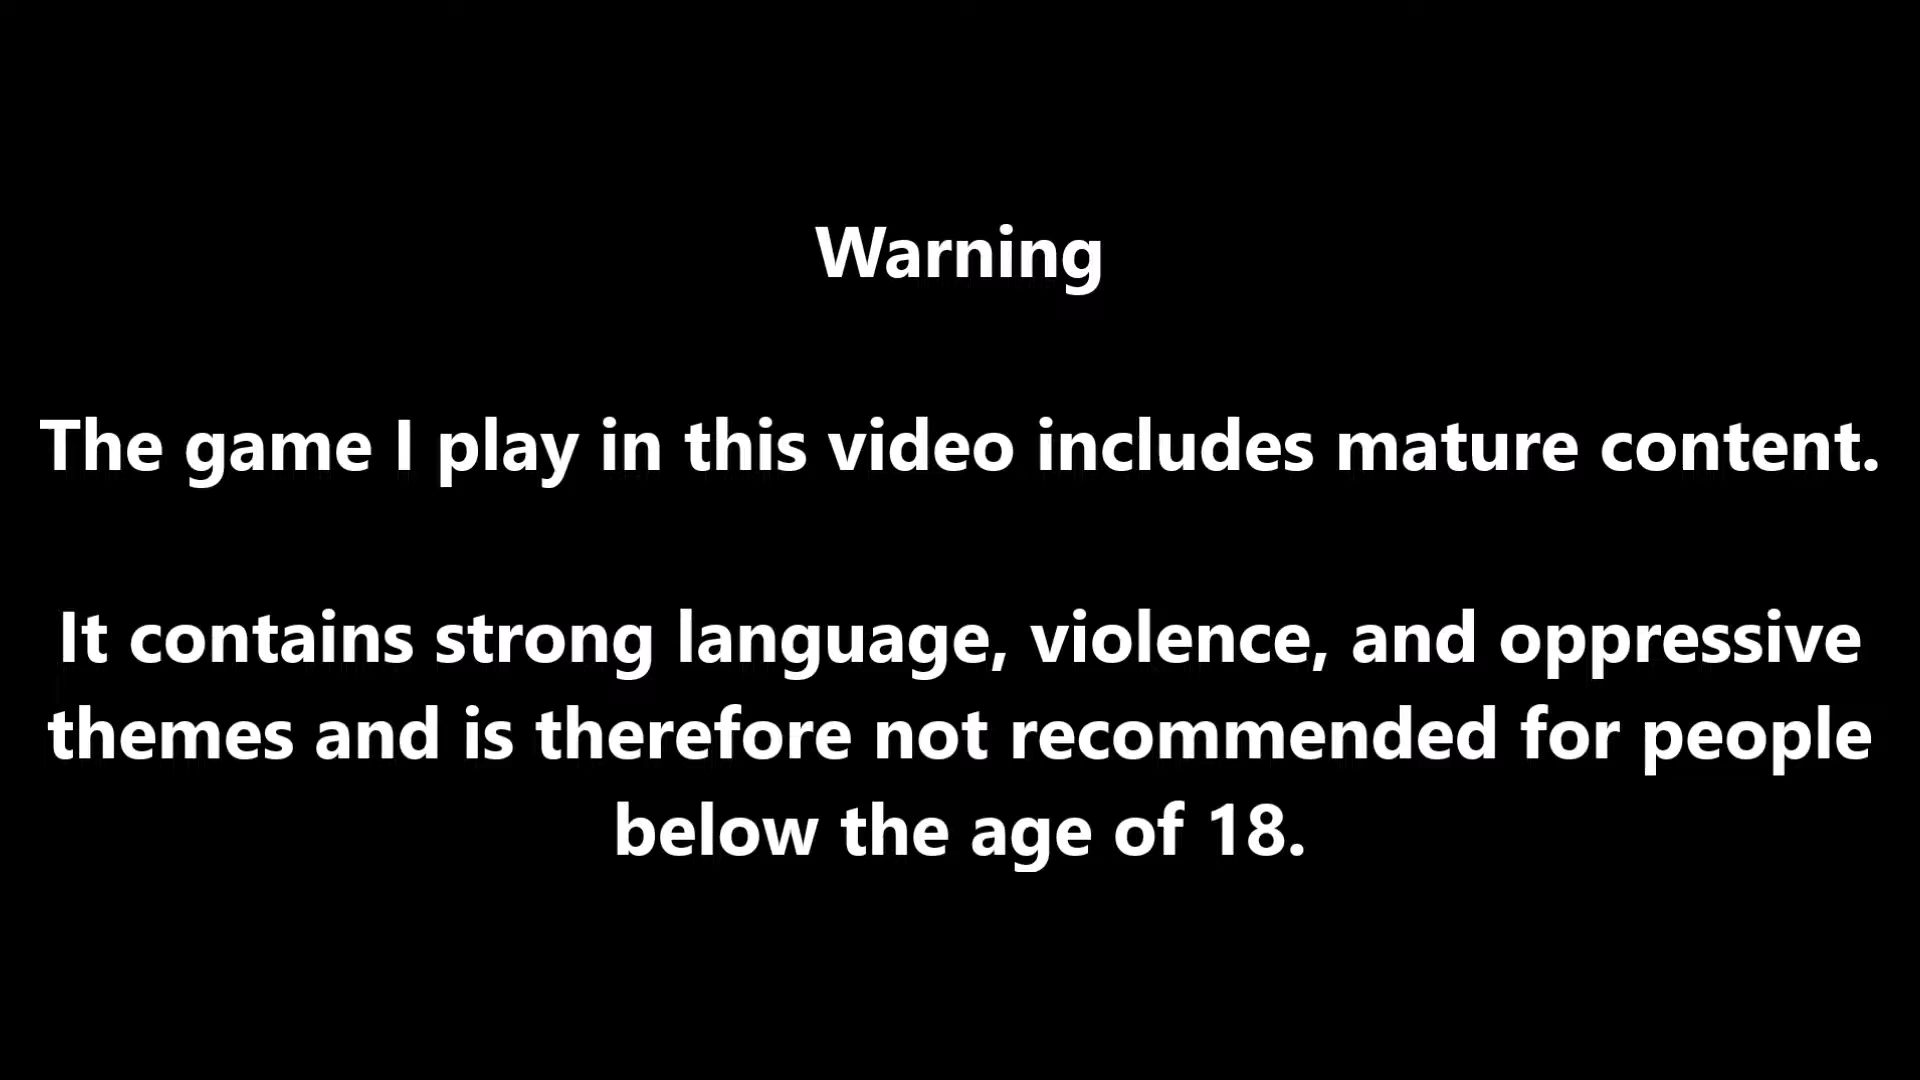 Warning
The game I play in this video includes mature content.
It contains strong language, violence, and oppressive
themes and is therefore not recommended for people
below the age of 18.